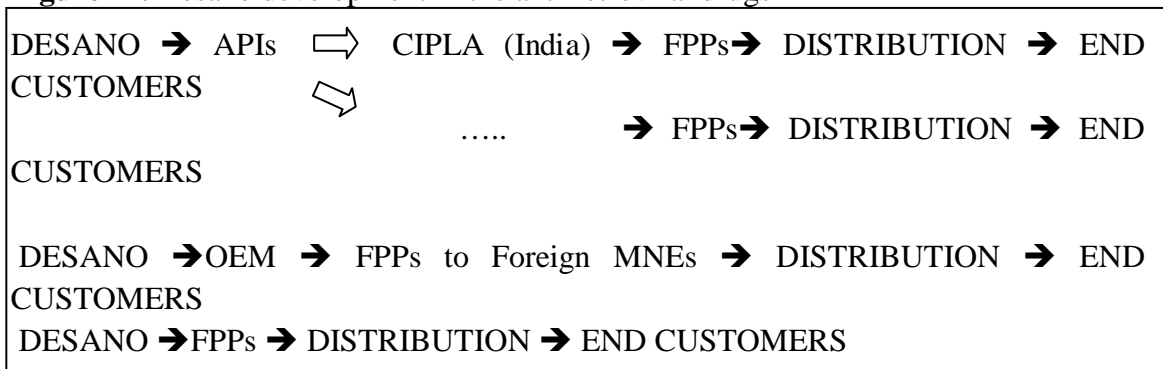 DESANO ➔ APIs ⇨ CIPLA (India) ➔ FPPs➔ DISTRIBUTION ➔ END
CUSTOMERS
….. ➔ FPPs➔ DISTRIBUTION ➔ END
CUSTOMERS
DESANO ➔OEM ➔ FPPs to Foreign MNEs ➔ DISTRIBUTION ➔ END
CUSTOMERS
DESANO ➔FPPs ➔ DISTRIBUTION ➔ END CUSTOMERS